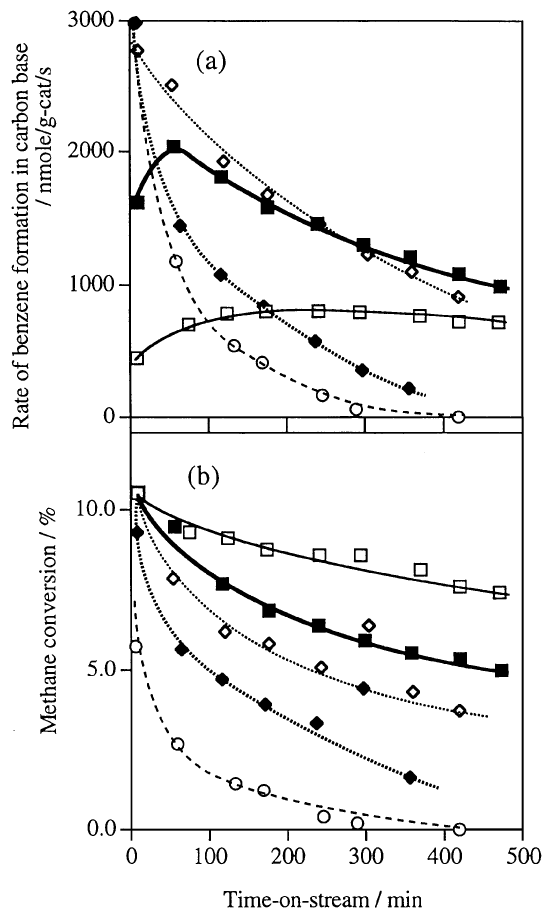 3000
(a)
2000
1000
0
Rate of benzene formation in carbon base
/ nmole/g-cat/s
(b)
10.0
5.0
0.0
Methane conversion / %
0 100 200 300 400 500
Time-on-stream / min